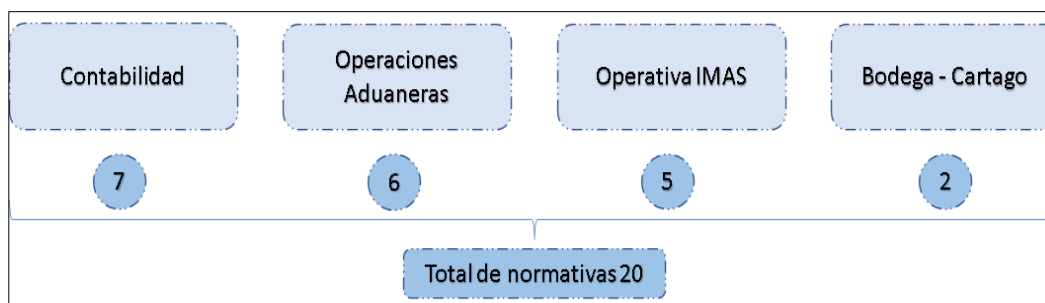 Contabilidad
Operaciones
Aduaneras
Operativa IMAS
Bodega - Cartago
7
6
5
2
Total de normativas 20